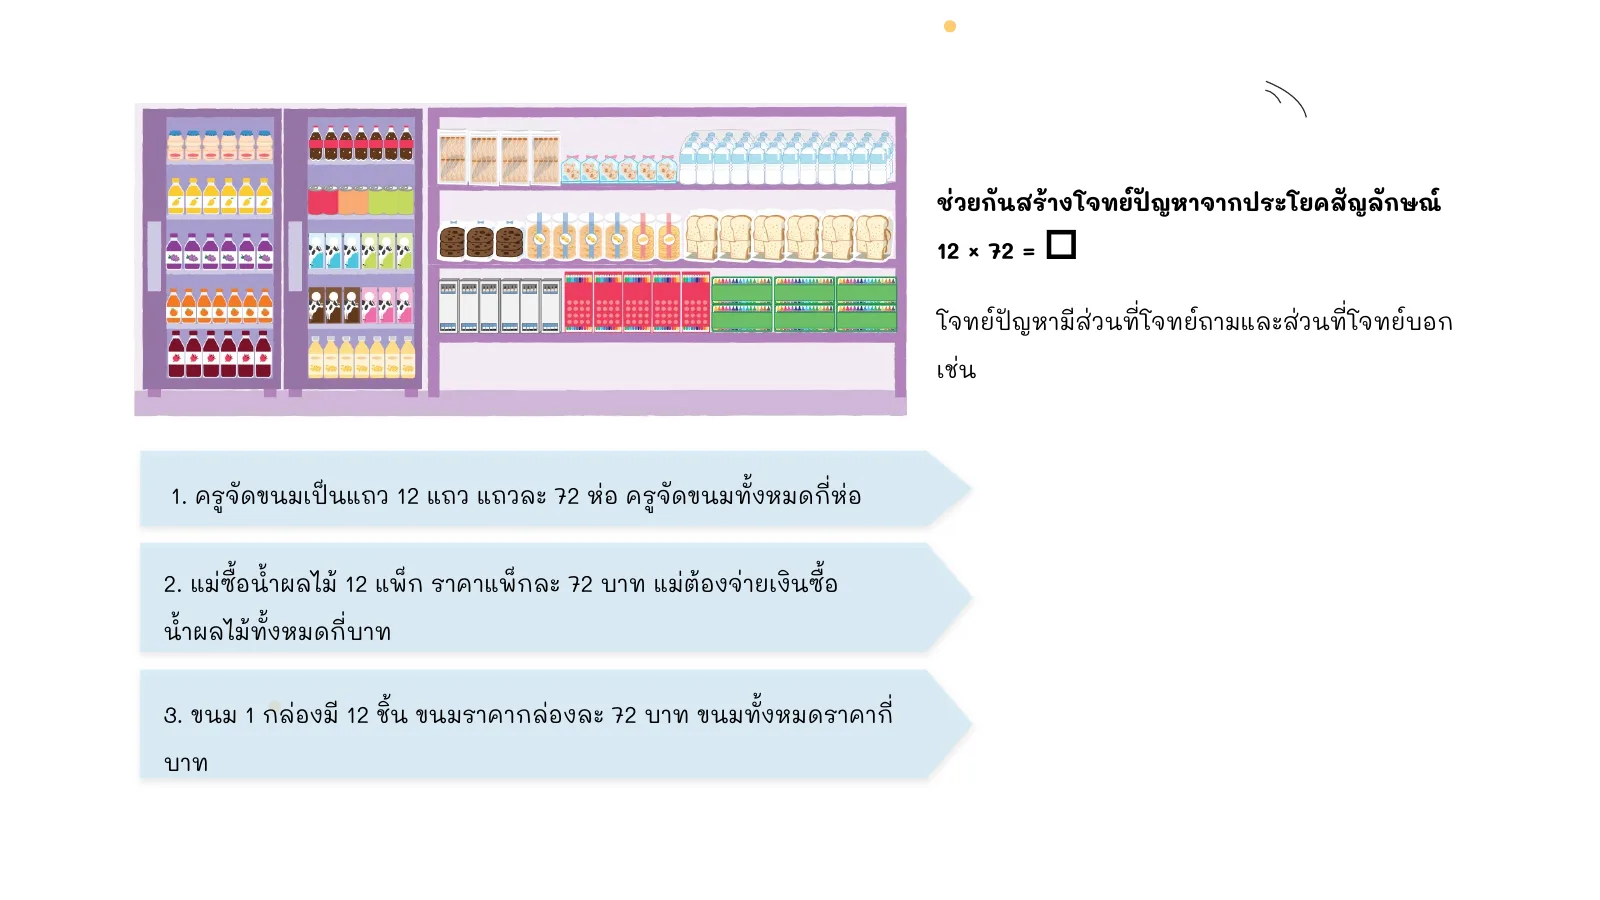 ช่วยกันสร้างโจทย์ปัญหาจากประโยคสัญลักษณ์
12 × 72 = □
โจทย์ปัญหามีส่วนที่โจทย์ถามและส่วนที่โจทย์บอก
เช่น
1. ครูจัดขนมเป็นแถว 12 แถว แถวละ 72 ห่อ ครูจัดขนมทั้งหมดกี่ห่อ
2. แม่ซื้อน้ำผลไม้ 12 แพ็ก ราคาแพ็กละ 72 บาท แม่ต้องจ่ายเงินซื้อ
น้ำผลไม้ทั้งหมดกี่บาท
3. ขนม 1 กล่องมี 12 ชิ้น ขนมราคากล่องละ 72 บาท ขนมทั้งหมดราคากี่
บาท